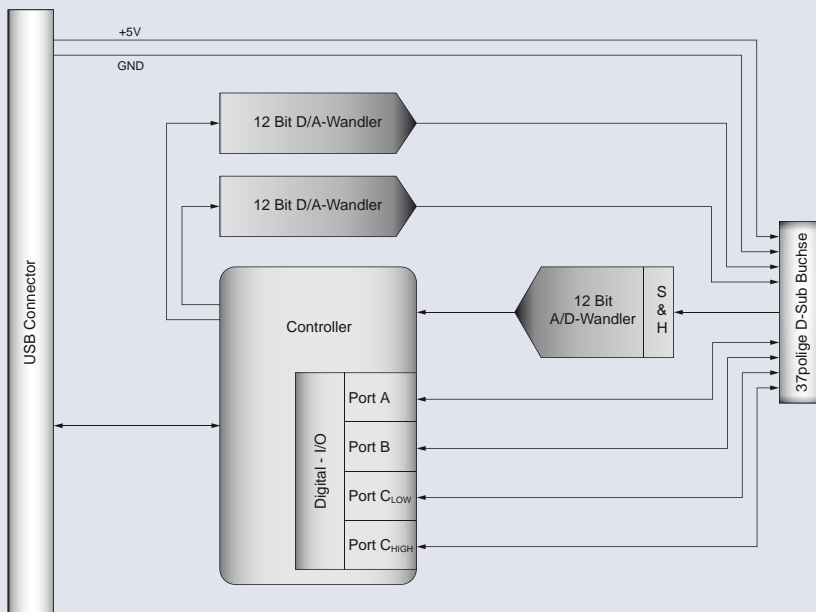 +5V
GND
12 Bit D/A-Wandler
12 Bit D/A-Wandler
USB Connector
Controller
12 Bit
A/D-Wandler
S
&
H
37polige D-Sub Buchse
Digital - I/O
Port A
Port B
Port CLOW
Port CHIGH